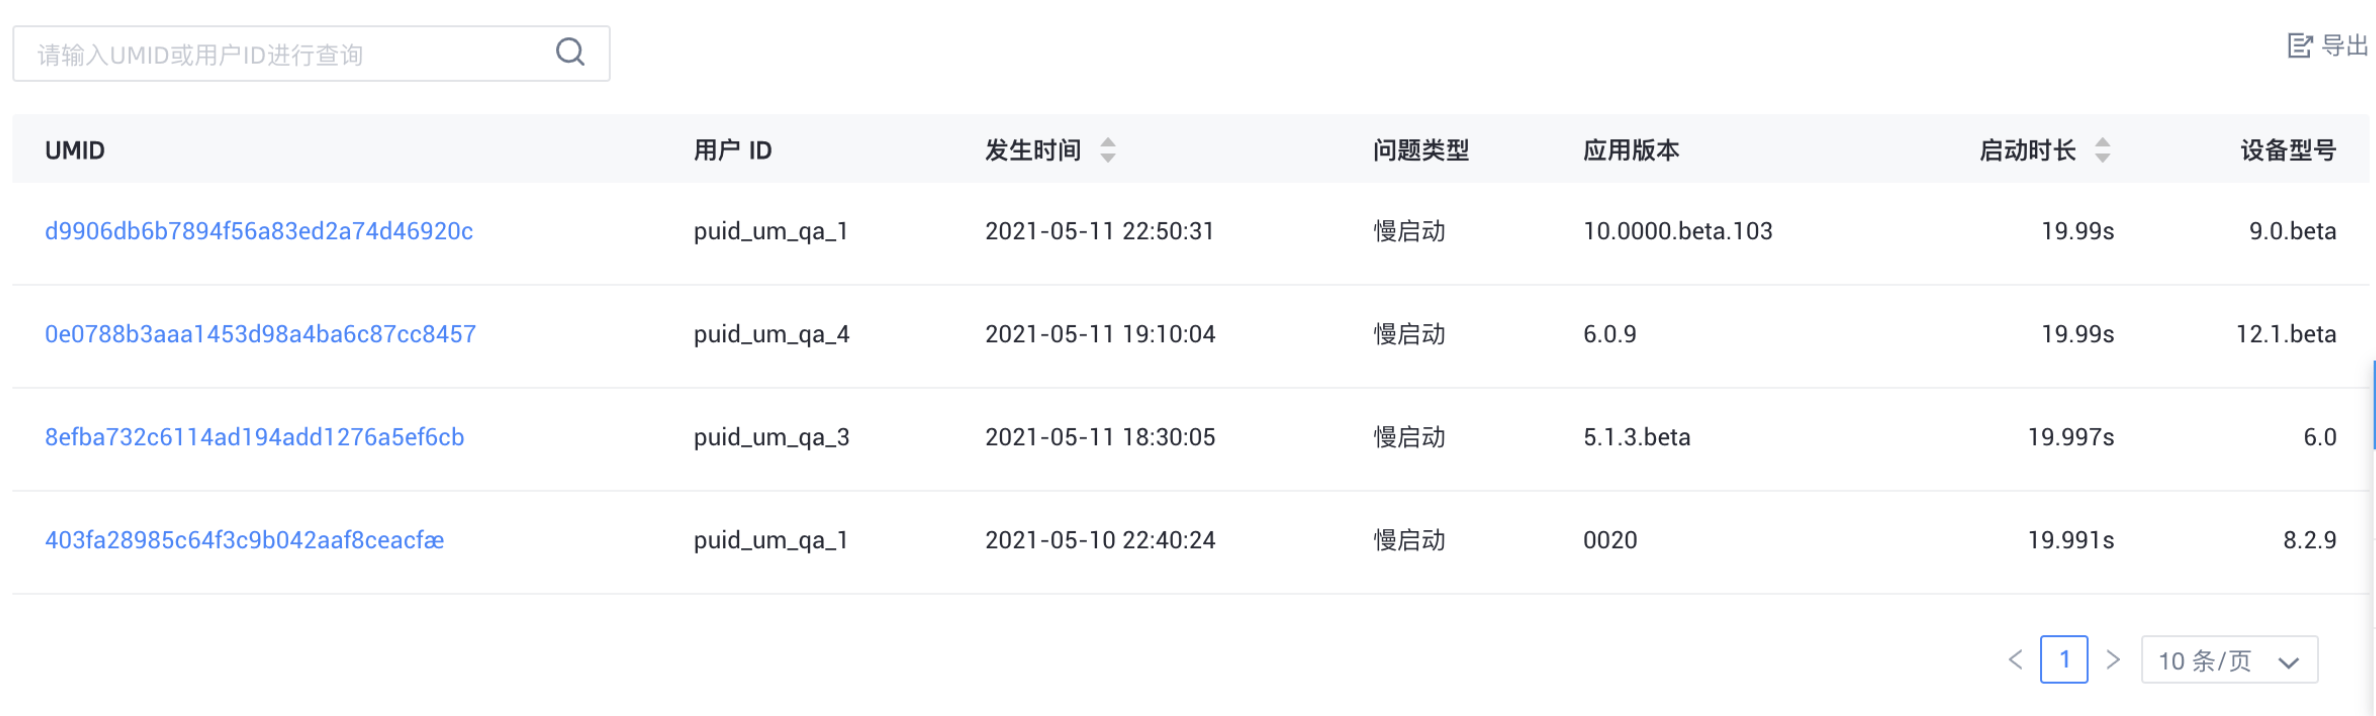 请输入UMID或用户ID进行查询
导出
UMID 用户 ID 发生时间 问题类型 应用版本 启动时长 设备型号
d9906db6b7894f56a83ed2a74d46920c puid_um_qa_1 2021-05-11 22:50:31 慢启动 10.0000.beta.103 19.99s 9.0.beta
0e0788b3aaa1453d98a4ba6c87cc8457 puid_um_qa_4 2021-05-11 19:10:04 慢启动 6.0.9 19.99s 12.1.beta
8efba732c6114ad194add1276a5ef6cb puid_um_qa_3 2021-05-11 18:30:05 慢启动 5.1.3.beta 19.997s 6.0
403fa28985c64f3c9b042aaf8ceacfæ puid_um_qa_1 2021-05-10 22:40:24 慢启动 0020 19.991s 8.2.9
1 10 条/页